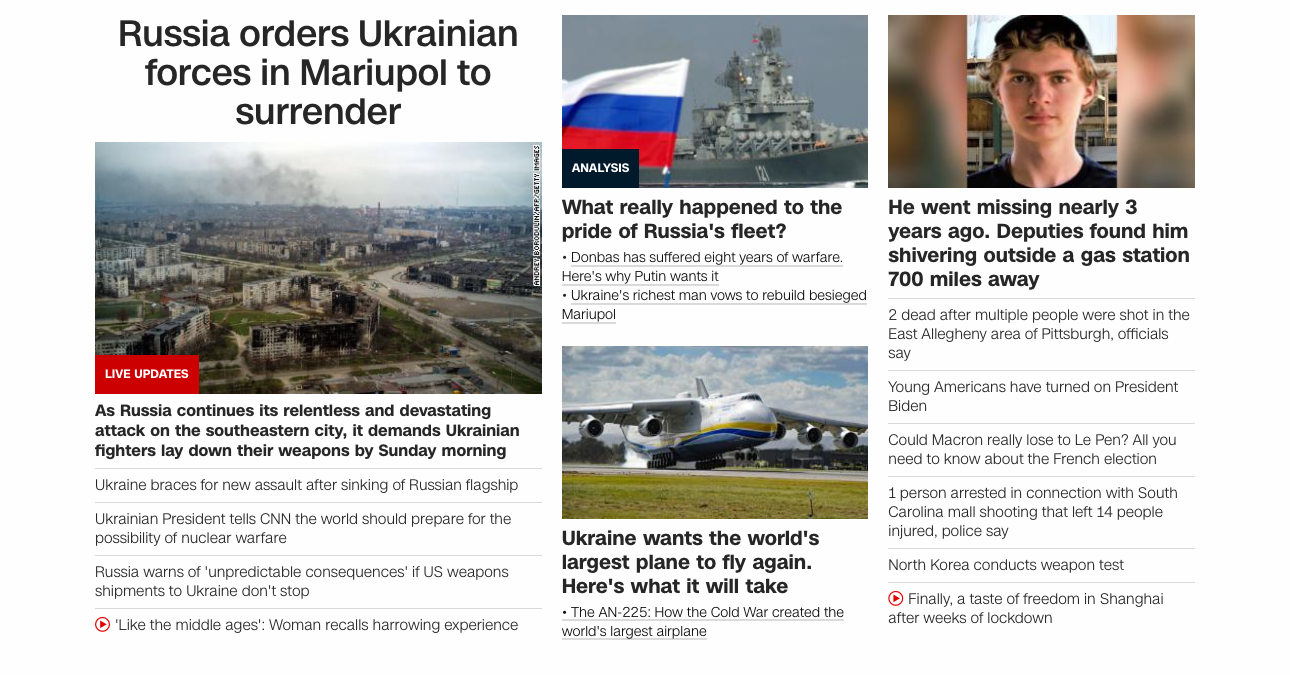 Russia orders Ukrainian
forces in Mariupol to
surrender
ANDREY BORODULIN/AFP/GETTY IMAGES
LIVE UPDATES
As Russia continues its relentless and devastating
attack on the southeastern city, it demands Ukrainian
fighters lay down their weapons by Sunday morning
Ukraine braces for new assault after sinking of Russian flagship
Ukrainian President tells CNN the world should prepare for the
possibility of nuclear warfare
Russia warns of 'unpredictable consequences' if US weapons
shipments to Ukraine don't stop
'Like the middle ages': Woman recalls harrowing experience
121
ANALYSIS
What really happened to the
pride of Russia's fleet?
• Donbas has suffered eight years of warfare.
Here's why Putin wants it
• Ukraine's richest man vows to rebuild besieged
Mariupol
Ukraine wants the world's
largest plane to fly again.
Here's what it will take
• The AN-225: How the Cold War created the
world's largest airplane
He went missing nearly 3
years ago. Deputies found him
shivering outside a gas station
700 miles away
2 dead after multiple people were shot in the
East Allegheny area of Pittsburgh, officials
say
Young Americans have turned on President
Biden
Could Macron really lose to Le Pen? All you
need to know about the French election
1 person arrested in connection with South
Carolina mall shooting that left 14 people
injured, police say
North Korea conducts weapon test
Finally, a taste of freedom in Shanghai
after weeks of lockdown